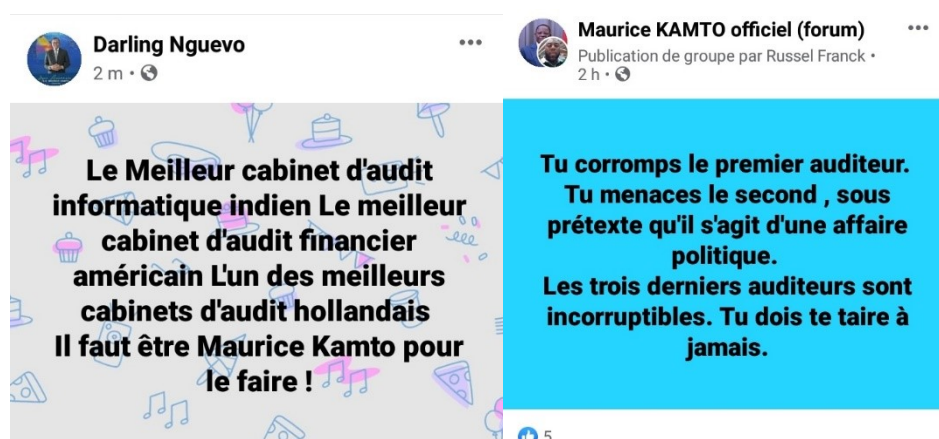 Darling Nguevo
2 m
Le Meilleur cabinet d'audit
informatique indien Le meilleur
cabinet d'audit financier
américain L'un des meilleurs
cabinets d'audit hollandais
Il faut être Maurice Kamto pour
le faire !
Maurice KAMTO officiel (forum)
Publication de groupe par Russel Franck •
2 h
Tu corromps le premier auditeur.
Tu menaces le second , sous
prétexte qu'il s'agit d'une affaire
politique.
Les trois derniers auditeurs sont
incorruptibles. Tu dois te taire à
jamais.
5